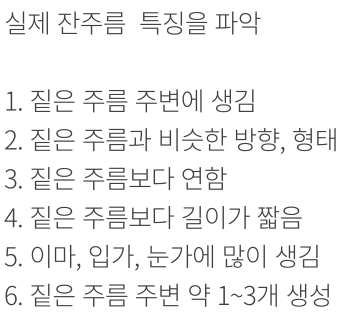 실제 잔주름 특징을 파악
1. 짙은 주름 주변에 생김
2. 짙은 주름과 비슷한 방향, 형태
3. 짙은 주름보다 연함
4. 짙은 주름보다 길이가 짧음
5. 이마, 입가, 눈가에 많이 생김
6. 짙은 주름 주변 약 1~3개 생성